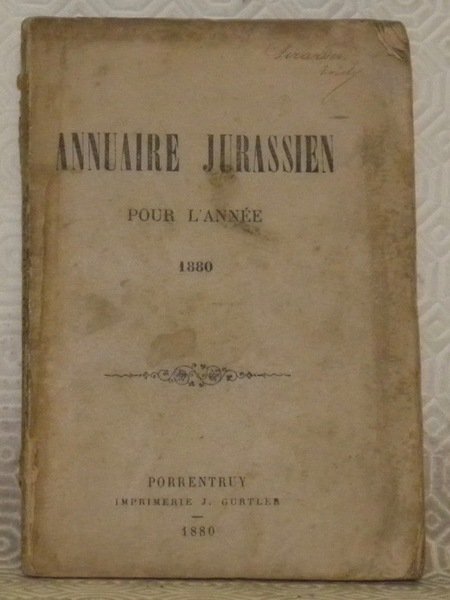 ANNUAIRE JURASSIEN
POUR L'ANNÉE
1880
PORRENTRUY
IMPRIMERIE J. GURTLER
1880